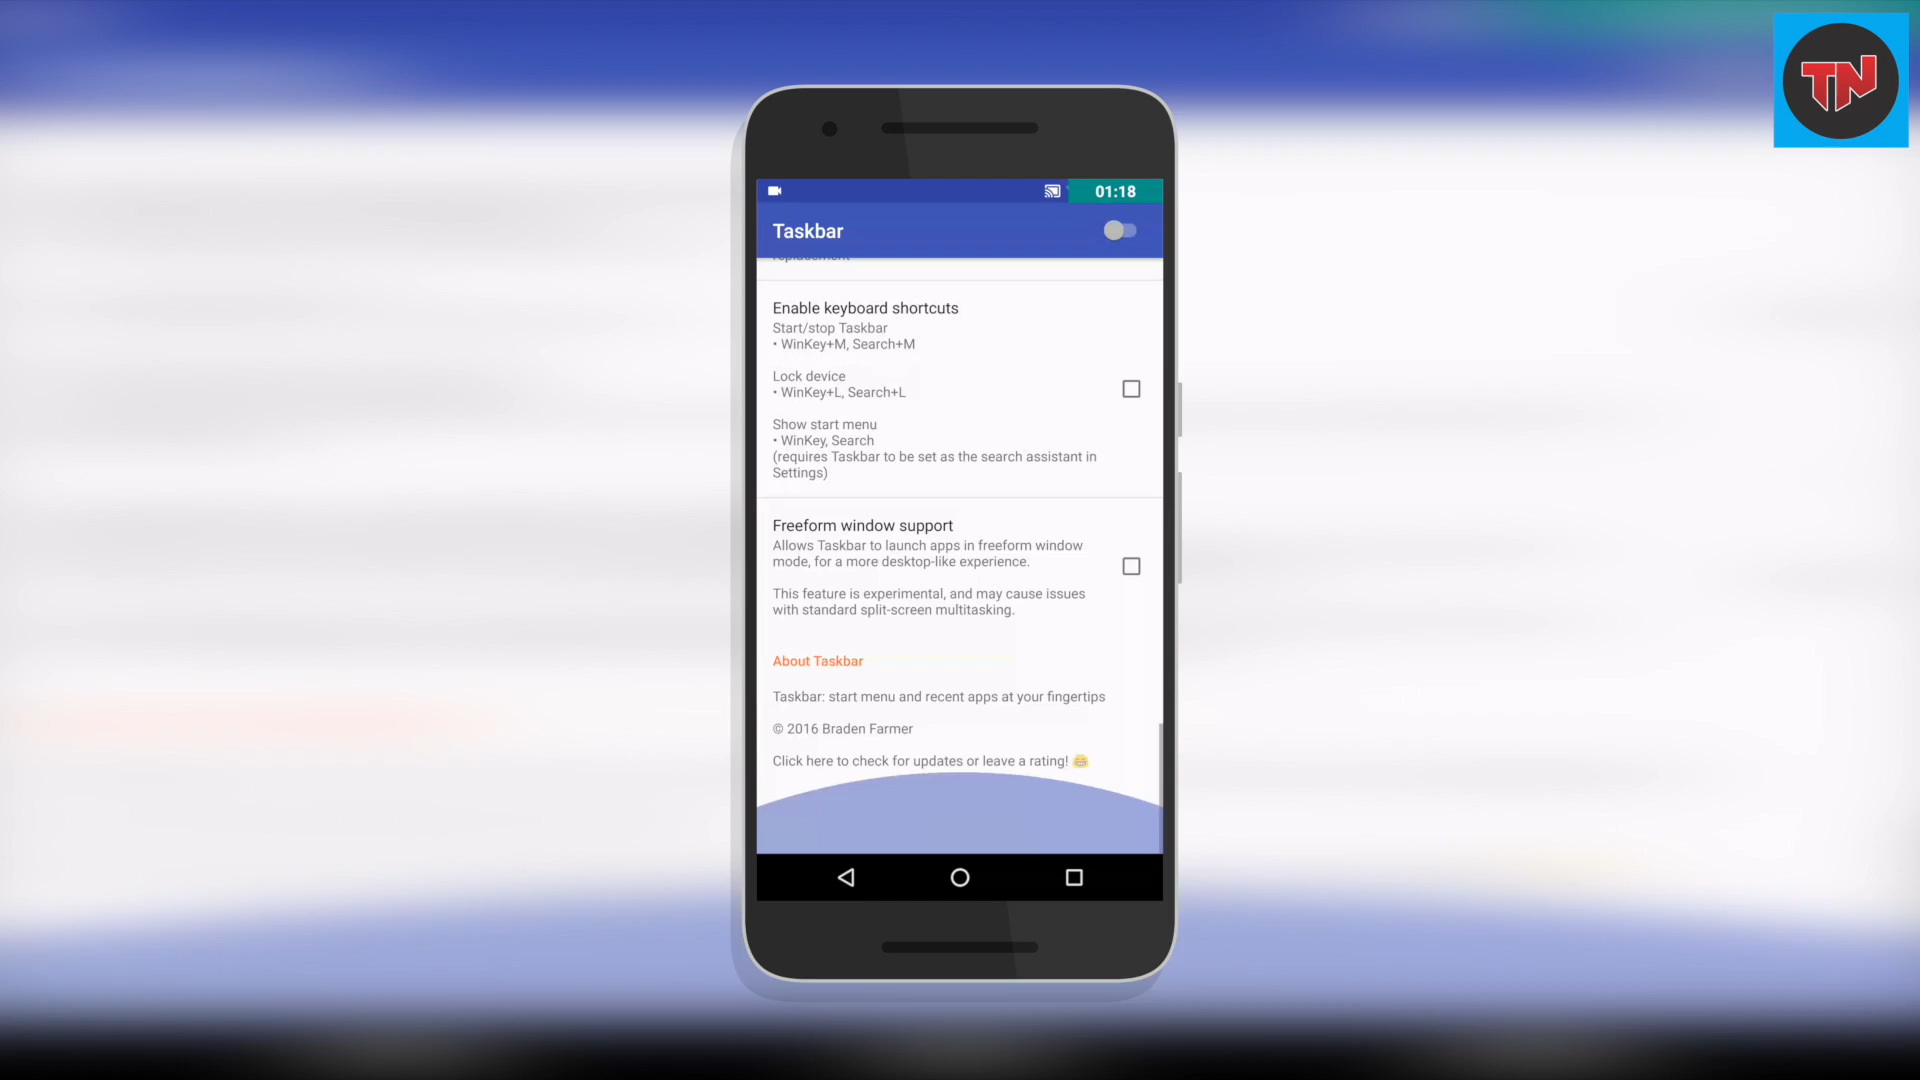 TN
01:18
Taskbar
replacement
Enable keyboard shortcuts
Start/stop Taskbar
• WinKey+M, Search+M
Lock device
• WinKey+L, Search+L
Show start menu
• WinKey, Search
(requires Taskbar to be set as the search assistant in
Settings)
Freeform window support
Allows Taskbar to launch apps in freeform window
mode, for a more desktop-like experience.
This feature is experimental, and may cause issues
with standard split-screen multitasking.
About Taskbar
Taskbar: start menu and recent apps at your fingertips
© 2016 Braden Farmer
Click here to check for updates or leave a rating! 😁